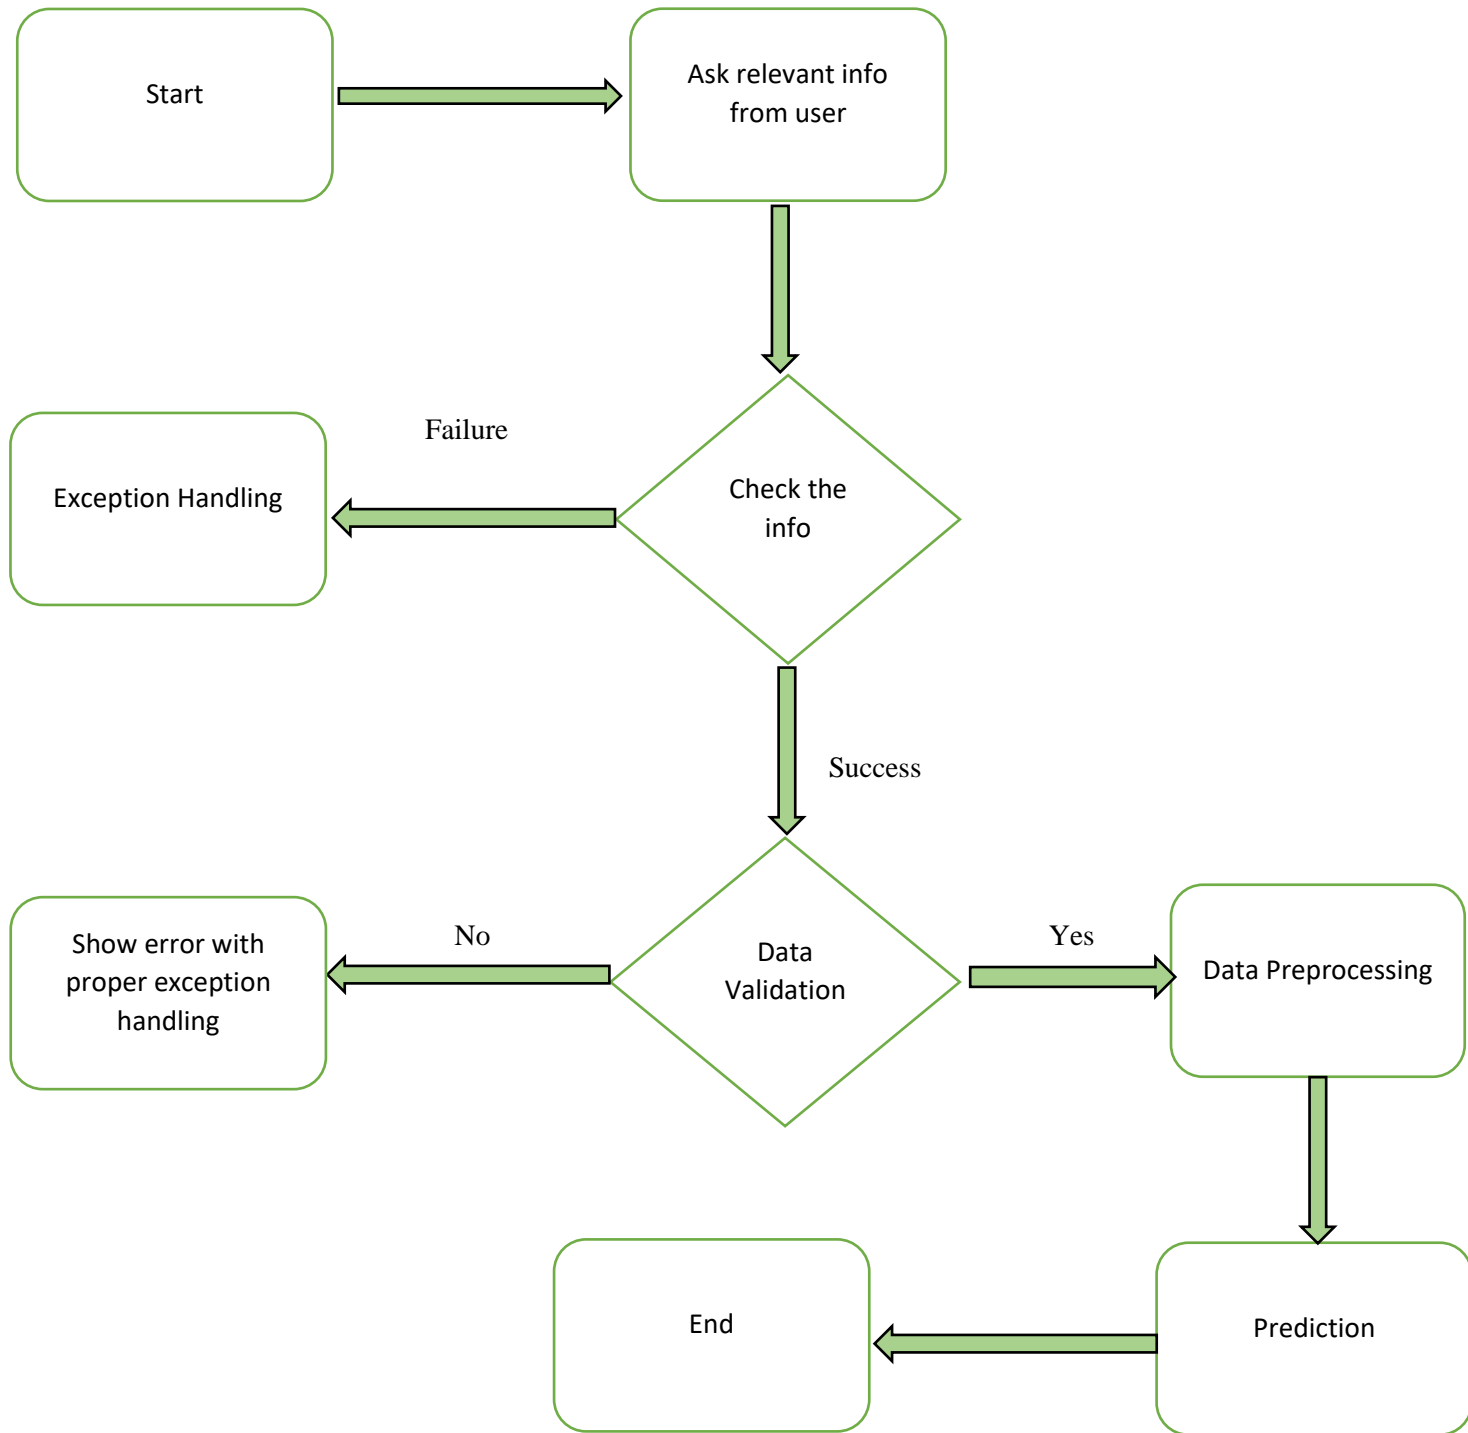 Start
Ask relevant info
from user
Failure
Exception Handling
Check the
info
Success
Show error with
proper exception
handling
No
Data
Validation
Yes
Data Preprocessing
End
Prediction